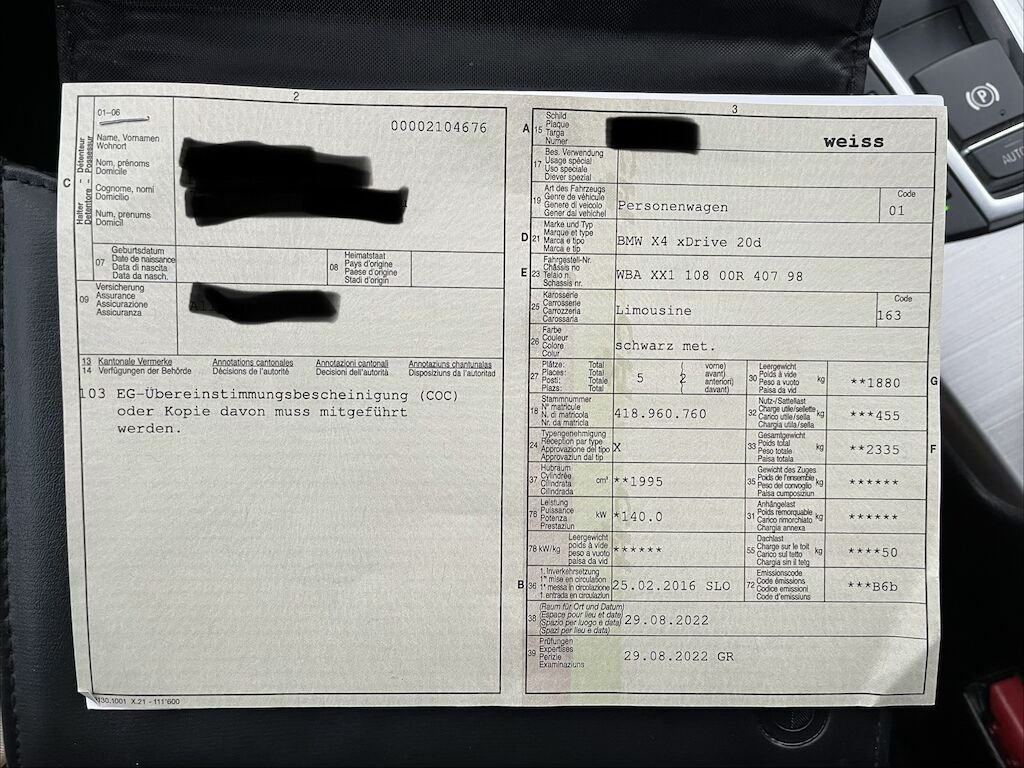 2
01-06
00002104676
C
Halter - Détenteur
Detentore - Possessur
Name, Vornamen
Wohnort
Nom, prénoms
Domicile
Cognome, nomi
Domicilio
Num, prenums
Domicil
07
Geburtsdatum
Date de naissance
Data di nascita
Data da nasch.
08
Heimatstaat
Pays d'origine
Paese d'origine
Stadi d'origin
09
Versicherung
Assurance
Assicurazione
Assicuranza
13 Kantonale Vermerke Annotations cantonales Annotazioni cantonali Annotaziuns chantunalas
14 Verfügungen der Behörde Décisions de l'autorité Decisioni dell'autorità Disposiziuns da l'autoritad
103 EG-Übereinstimmungsbescheinigung (COC)
oder Kopie davon muss mitgeführt
werden.
X.21 - 111'600
3
A 15
Schild
Plaque
Targa
Numer
weiss
17
Bes. Verwendung
Usage spécial
Uso speciale
Diever spezial
19
Art des Fahrzeugs
Genre de véhicule
Genere di veicolo
Gener dal vehichel
Personenwagen
Code
01
D 21
Marke und Typ
Marque et type
Marca e tipo
Marca e tip
BMW X4 xDrive 20d
E 23
Fahrgestell-Nr.
Châssis no
Telaio n.
Schassis nr.
WBA XX1 108 00R 407 98
25
Karosserie
Carrosserie
Carrozzeria
Carossaria
Limousine
Code
163
26
Farbe
Couleur
Colore
Colur
schwarz met.
27
Plätze: Total
Places: Total
Posti: Totale
Plazs: Total
5
2
vorne)
avant)
anteriori)
davant)
30
Leergewicht
Poids à vide
Peso a vuoto
Paisa da vid
kg
**1880
G
18
Stammnummer
N° matricule
N. di matricola
Nr. da matricla
418.960.760
32
Nutz-/Sattellast
Charge utile/sellette
Carico utile/sella
Chargia utila/sella
kg
***455
24
Typengenehmigung
Réception par type
Approvazione del tipo
Approvaziun dal tip
X
33
Gesamtgewicht
Poids total
Peso totale
Paisa totala
kg
**2335
F
37
Hubraum
Cylindrée
Cilindrata
Cilindrada
cm³
**1995
35
Gewicht des Zuges
Poids de l'ensemble
Peso del convoglio
Paisa cumposiziun
kg
******
76
Leistung
Puissance
Potenza
Prestaziun
kW
*140.0
31
Anhängelast
Poids remorquable
Carico rimorchiato
Chargia annexa
kg
******
78 kW/kg
Leergewicht
poids à vide
peso a vuoto
paisa da vid
******
55
Dachlast
Charge sur le toit
Carico sul tetto
Chargia sin il tetg
kg
****50
B 36
1. Inverkehrsetzung
1re mise en circulation
1a messa in circolazione
1. entrada en circulaziun
25.02.2016 SLO
72
Emissionscode
Code émissions
Codice emissioni
Code d'emissiuns
***B6b
38
(Raum für Ort und Datum)
(Espace pour lieu et date)
(Spazio per luogo e data)
(Spazi per lieu e data)
29.08.2022
39
Prüfungen
Expertises
Perizie
Examinaziuns
29.08.2022 GR
P
AUTO